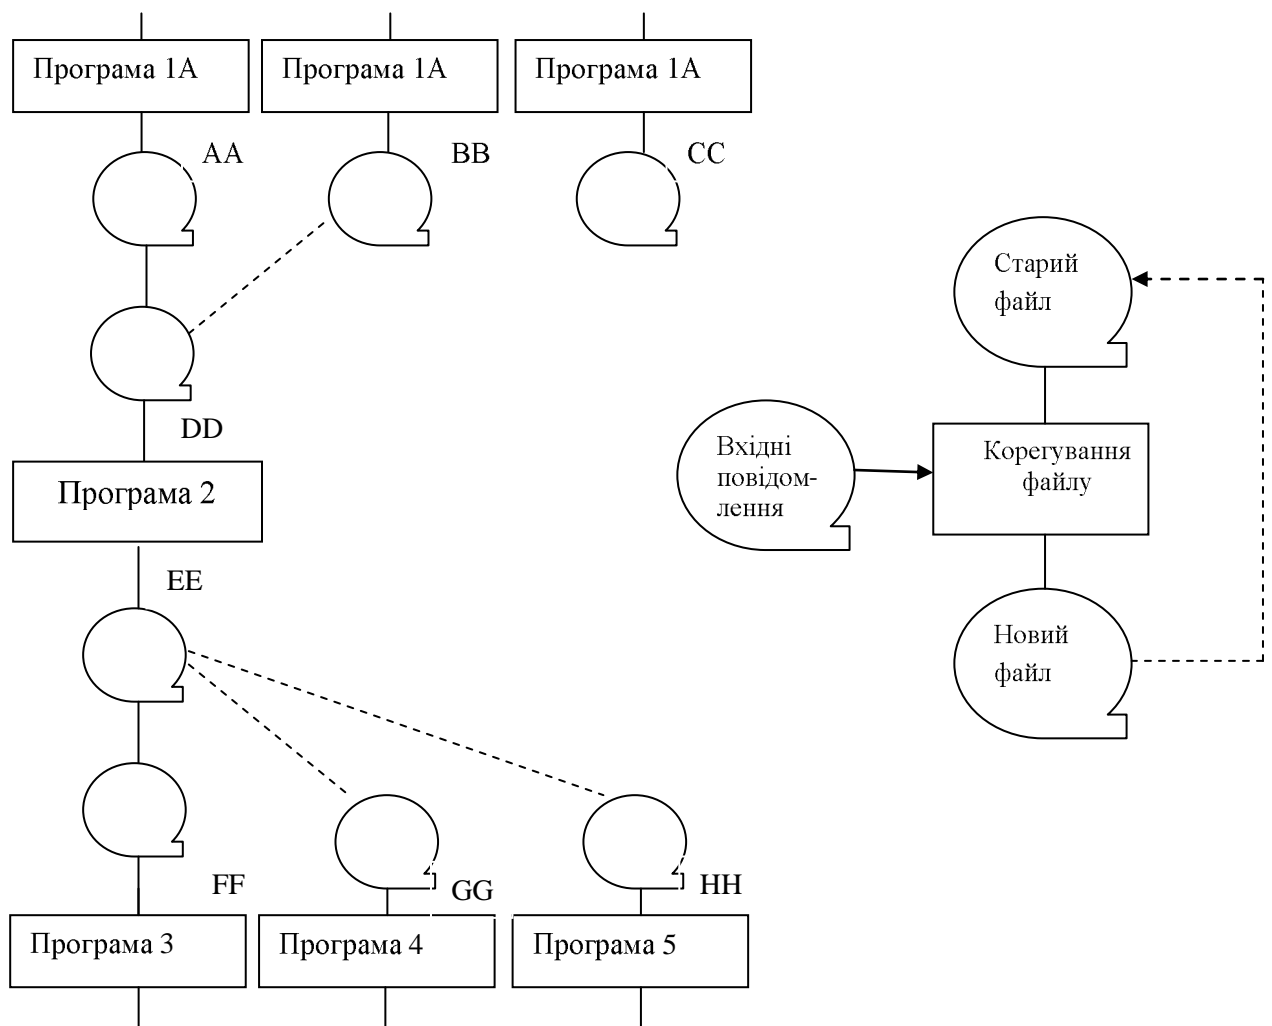 Програма 1А
Програма 1А
Програма 1А
AA
BB
CC
DD
Програма 2
EE
FF
GG
HH
Програма 3
Програма 4
Програма 5
Старий
файл
Вхідні
повідом-
лення
Корегування
файлу
Новий
файл